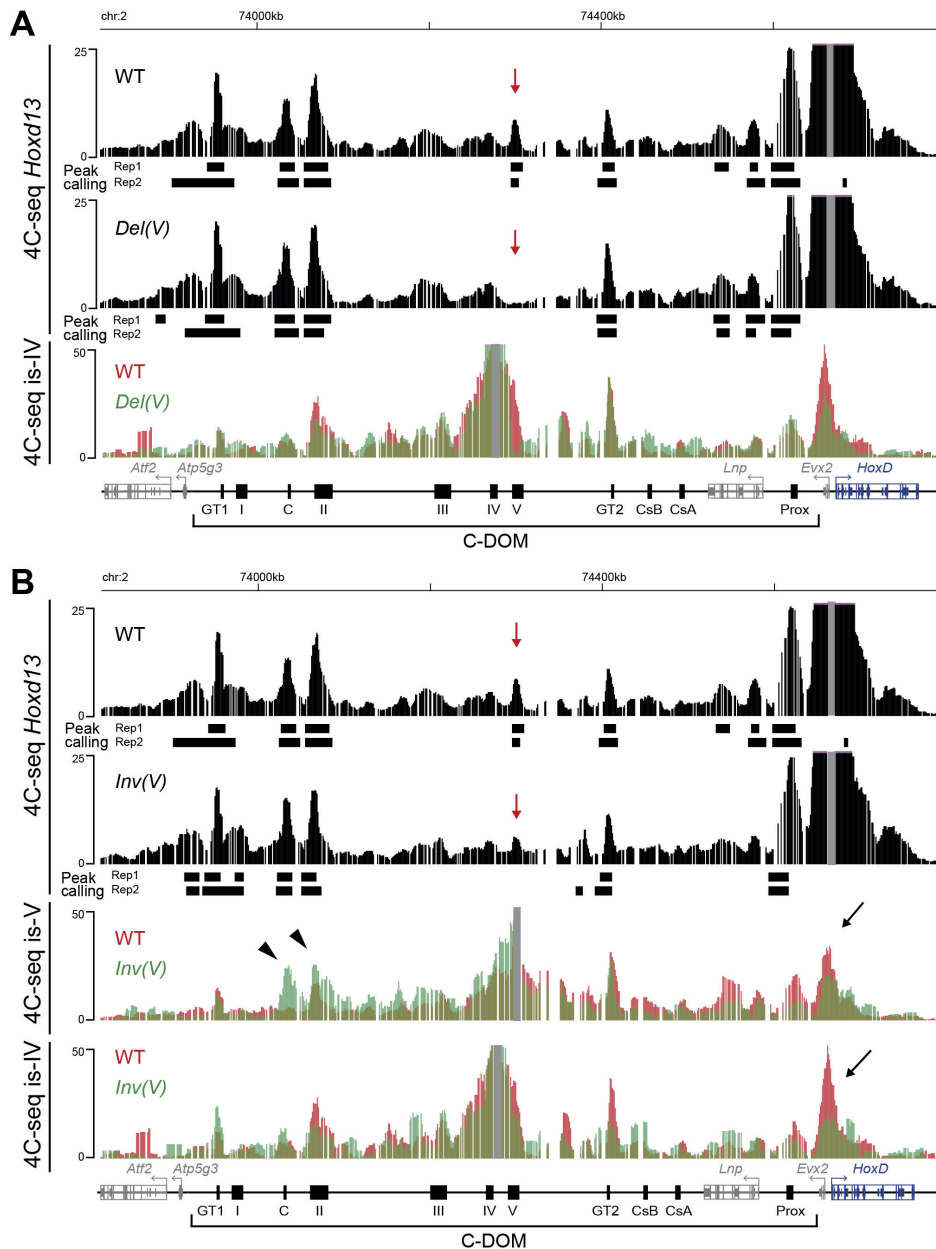 A
chr:2 74000kb 74400kb
4C-seq Hoxd13
25
WT
0
Peak calling Rep1 Rep2
25
Del(V)
0
Peak calling Rep1 Rep2
4C-seq is-IV
50
WT
Del(V)
0
Atf2 Atp5g3 Lnp Evx2 HoxD
GT1 I C II III IV V GT2 CsB CsA Prox
C-DOM
B
chr:2 74000kb 74400kb
4C-seq Hoxd13
25
WT
0
Peak calling Rep1 Rep2
25
Inv(V)
0
Peak calling Rep1 Rep2
4C-seq is-V
50
WT
Inv(V)
0
4C-seq is-IV
50
WT
Inv(V)
0
Atf2 Atp5g3 Lnp Evx2 HoxD
GT1 I C II III IV V GT2 CsB CsA Prox
C-DOM